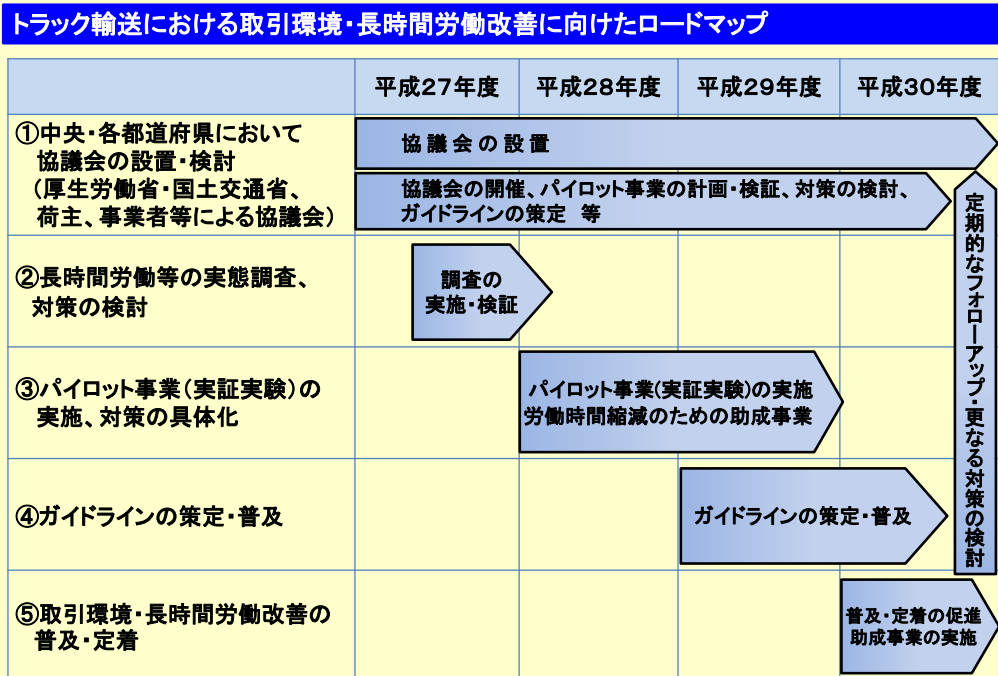 トラック輸送における取引環境・長時間労働改善に向けたロードマップ
平成27年度
平成28年度
平成29年度
平成30年度
①中央・各都道府県において
協議会の設置・検討
（厚生労働省・国土交通省、
荷主、事業者等による協議会）
協議会の設置
協議会の開催、パイロット事業の計画・検証、対策の検討、
ガイドラインの策定　等
定期的なフォローアップ・更なる対策の検討
②長時間労働等の実態調査、
対策の検討
調査の
実施・検証
③パイロット事業（実証実験）の
実施、対策の具体化
パイロット事業(実証実験)の実施
労働時間縮減のための助成事業
④ガイドラインの策定・普及
ガイドラインの策定・普及
⑤取引環境・長時間労働改善の
普及・定着
普及・定着の促進
助成事業の実施